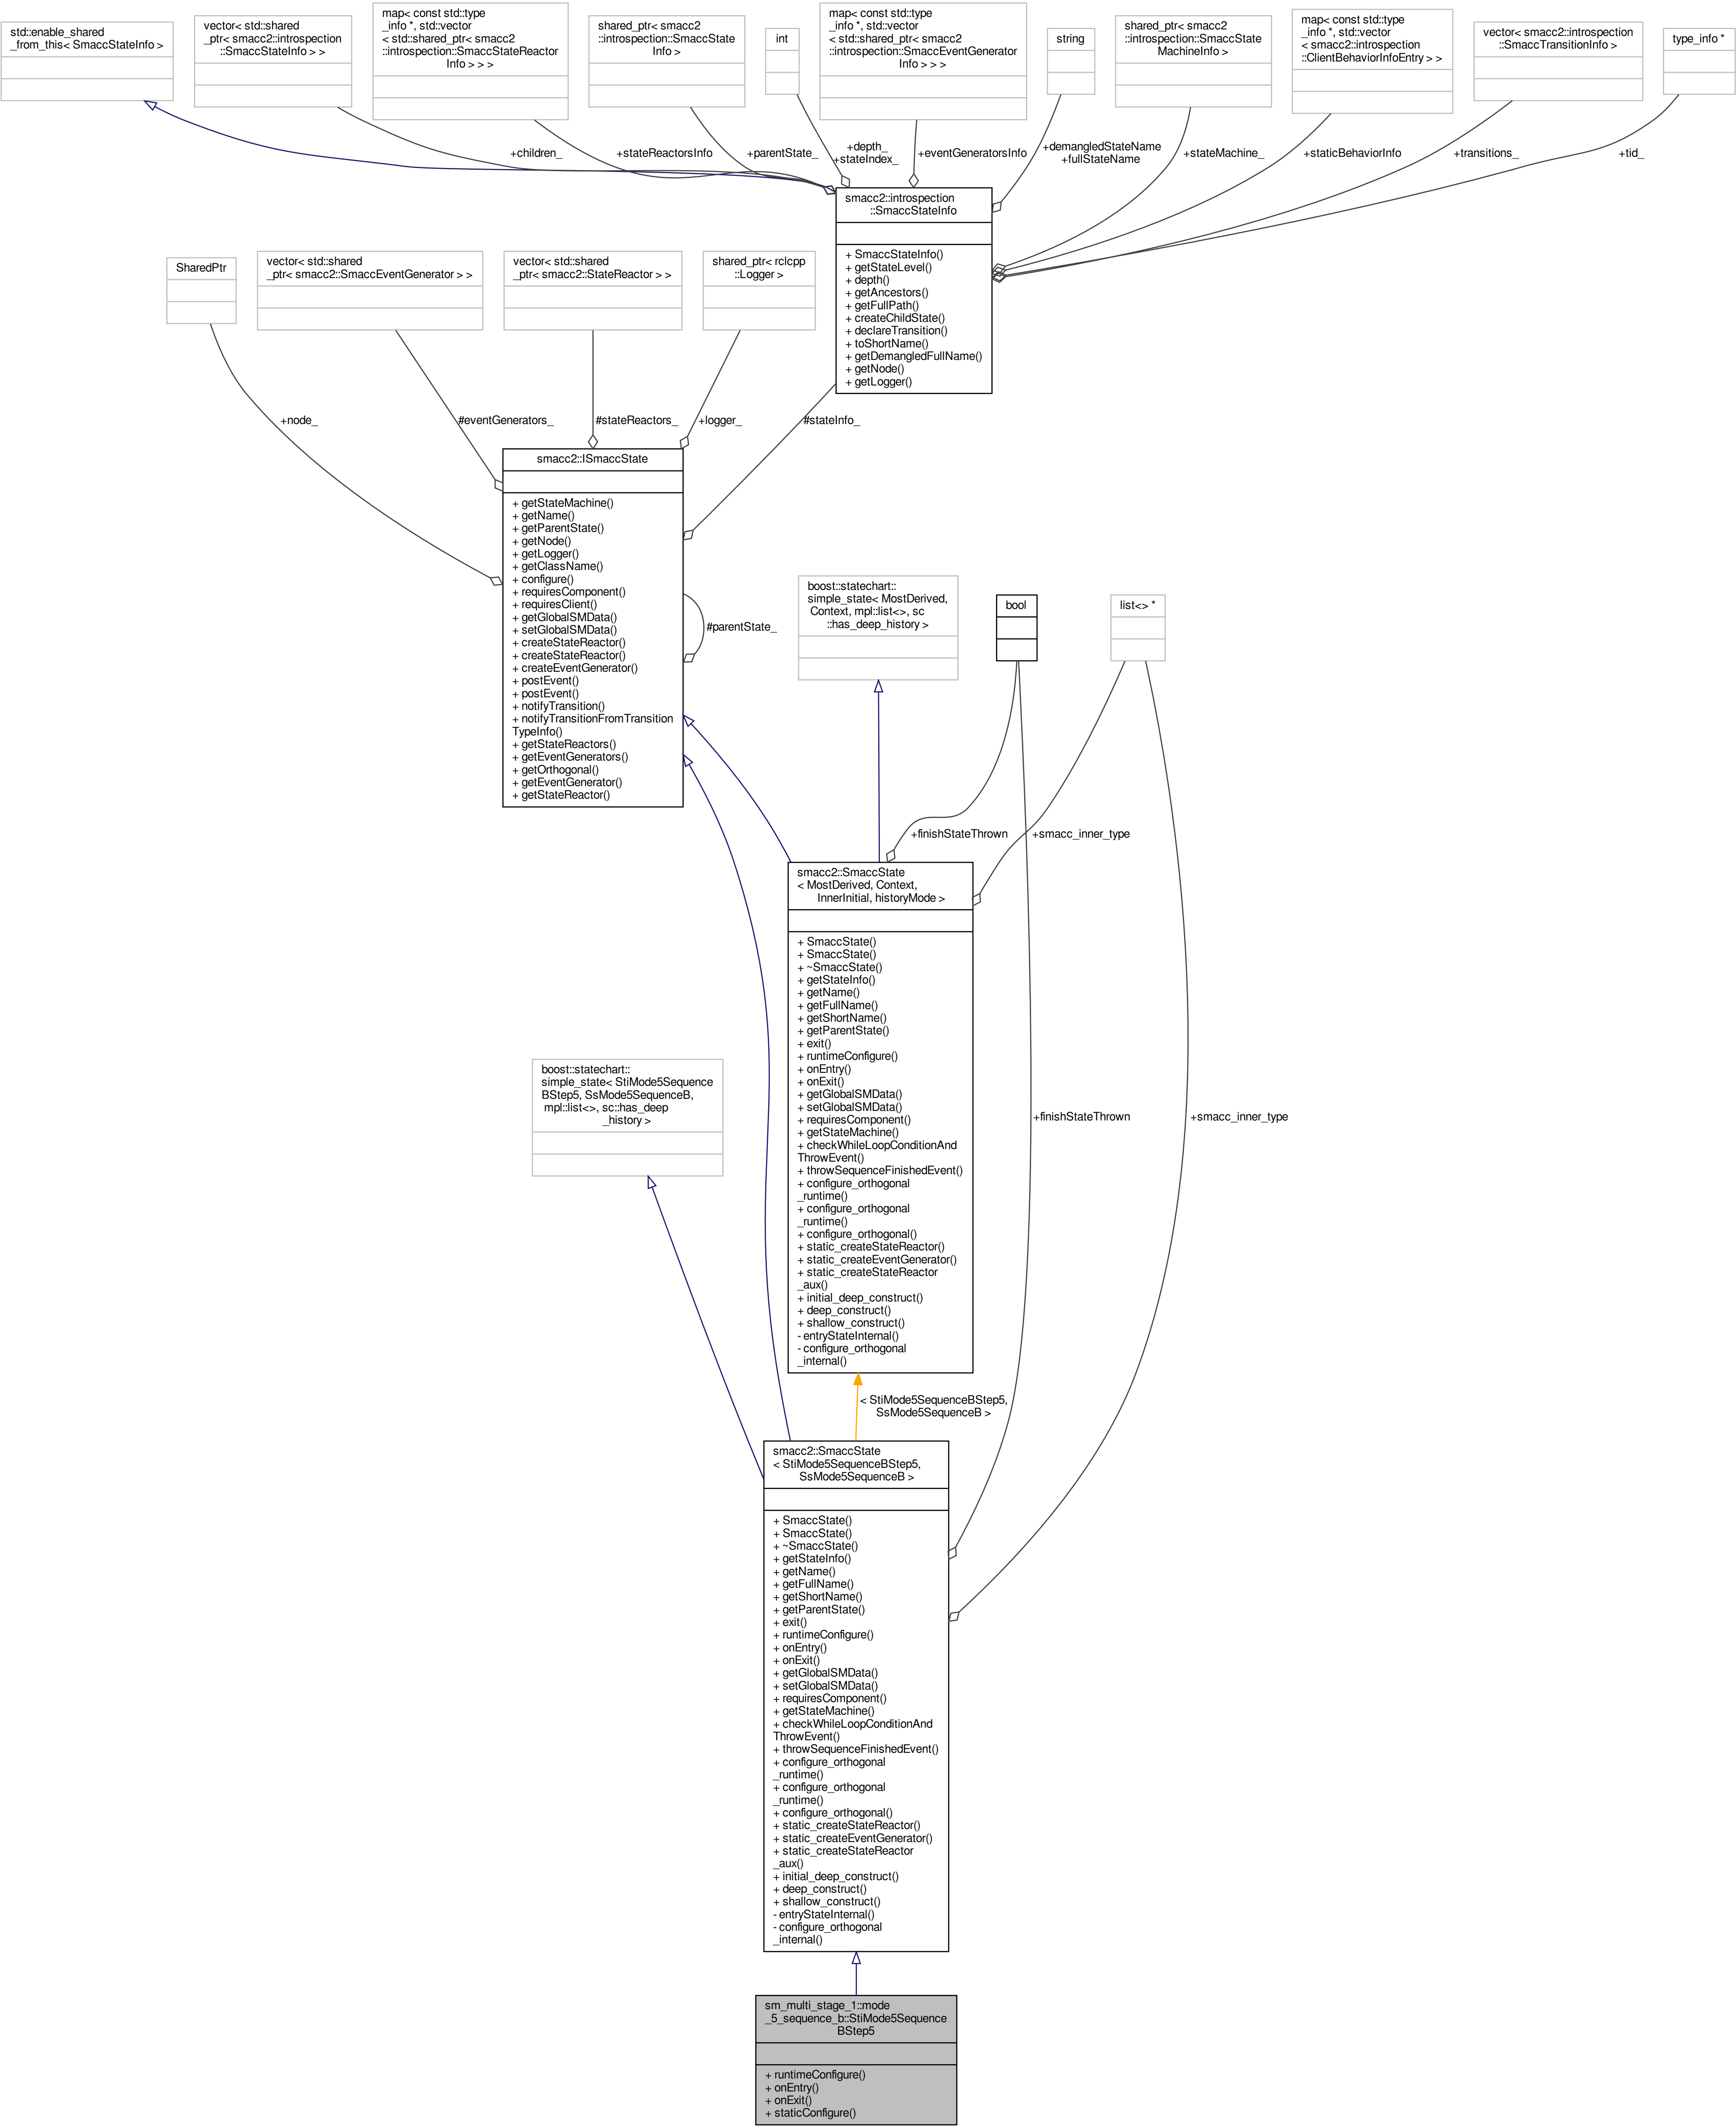 std::enable_shared
_from_this< SmaccStateInfo >
vector< std::shared
_ptr< smacc2::introspection
::SmaccStateInfo > >
map< const std::type
_info *, std::vector
< std::shared_ptr< smacc2
::introspection::SmaccStateReactor
Info > > >
shared_ptr< smacc2
::introspection::SmaccState
Info >
int
map< const std::type
_info *, std::vector
< std::shared_ptr< smacc2
::introspection::SmaccEventGenerator
Info > > >
string
shared_ptr< smacc2
::introspection::SmaccState
MachineInfo >
map< const std::type
_info *, std::vector
< smacc2::introspection
::ClientBehaviorInfoEntry > >
vector< smacc2::introspection
::SmaccTransitionInfo >
type_info *
+children_
+stateReactorsInfo
+parentState_
+depth_
+stateIndex_
+eventGeneratorsInfo
+demangledStateName
+fullStateName
+stateMachine_
+staticBehaviorInfo
+transitions_
+tid_
smacc2::introspection
::SmaccStateInfo
+ SmaccStateInfo()
+ getStateLevel()
+ depth()
+ getAncestors()
+ getFullPath()
+ createChildState()
+ declareTransition()
+ toShortName()
+ getDemangledFullName()
+ getNode()
+ getLogger()
SharedPtr
vector< std::shared
_ptr< smacc2::SmaccEventGenerator > >
vector< std::shared
_ptr< smacc2::StateReactor > >
shared_ptr< rclcpp
::Logger >
+node_
#eventGenerators_
#stateReactors_
+logger_
#stateInfo_
smacc2::ISmaccState
+ getStateMachine()
+ getName()
+ getParentState()
+ getNode()
+ getLogger()
+ getClassName()
+ configure()
+ requiresComponent()
+ requiresClient()
+ getGlobalSMData()
+ setGlobalSMData()
+ createStateReactor()
+ createStateReactor()
+ createEventGenerator()
+ postEvent()
+ postEvent()
+ notifyTransition()
+ notifyTransitionFromTransition
TypeInfo()
+ getStateReactors()
+ getEventGenerators()
+ getOrthogonal()
+ getEventGenerator()
+ getStateReactor()
#parentState_
boost::statechart::
simple_state< MostDerived,
Context, mpl::list<>, sc
::has_deep_history >
bool
list<> *
+finishStateThrown
+smacc_inner_type
smacc2::SmaccState
< MostDerived, Context,
InnerInitial, historyMode >
+ SmaccState()
+ SmaccState()
+ ~SmaccState()
+ getStateInfo()
+ getName()
+ getFullName()
+ getShortName()
+ getParentState()
+ exit()
+ runtimeConfigure()
+ onEntry()
+ onExit()
+ getGlobalSMData()
+ setGlobalSMData()
+ requiresComponent()
+ getStateMachine()
+ checkWhileLoopConditionAnd
ThrowEvent()
+ throwSequenceFinishedEvent()
+ configure_orthogonal
_runtime()
+ configure_orthogonal
_runtime()
+ configure_orthogonal()
+ static_createStateReactor()
+ static_createEventGenerator()
+ static_createStateReactor
_aux()
+ initial_deep_construct()
+ deep_construct()
+ shallow_construct()
- entryStateInternal()
- configure_orthogonal
_internal()
boost::statechart::
simple_state< StiMode5Sequence
BStep5, SsMode5SequenceB,
mpl::list<>, sc::has_deep
_history >
+finishStateThrown
+smacc_inner_type
< StiMode5SequenceBStep5,
SsMode5SequenceB >
smacc2::SmaccState
< StiMode5SequenceBStep5,
SsMode5SequenceB >
+ SmaccState()
+ SmaccState()
+ ~SmaccState()
+ getStateInfo()
+ getName()
+ getFullName()
+ getShortName()
+ getParentState()
+ exit()
+ runtimeConfigure()
+ onEntry()
+ onExit()
+ getGlobalSMData()
+ setGlobalSMData()
+ requiresComponent()
+ getStateMachine()
+ checkWhileLoopConditionAnd
ThrowEvent()
+ throwSequenceFinishedEvent()
+ configure_orthogonal
_runtime()
+ configure_orthogonal
_runtime()
+ configure_orthogonal()
+ static_createStateReactor()
+ static_createEventGenerator()
+ static_createStateReactor
_aux()
+ initial_deep_construct()
+ deep_construct()
+ shallow_construct()
- entryStateInternal()
- configure_orthogonal
_internal()
sm_multi_stage_1::mode
_5_sequence_b::StiMode5Sequence
BStep5
+ runtimeConfigure()
+ onEntry()
+ onExit()
+ staticConfigure()